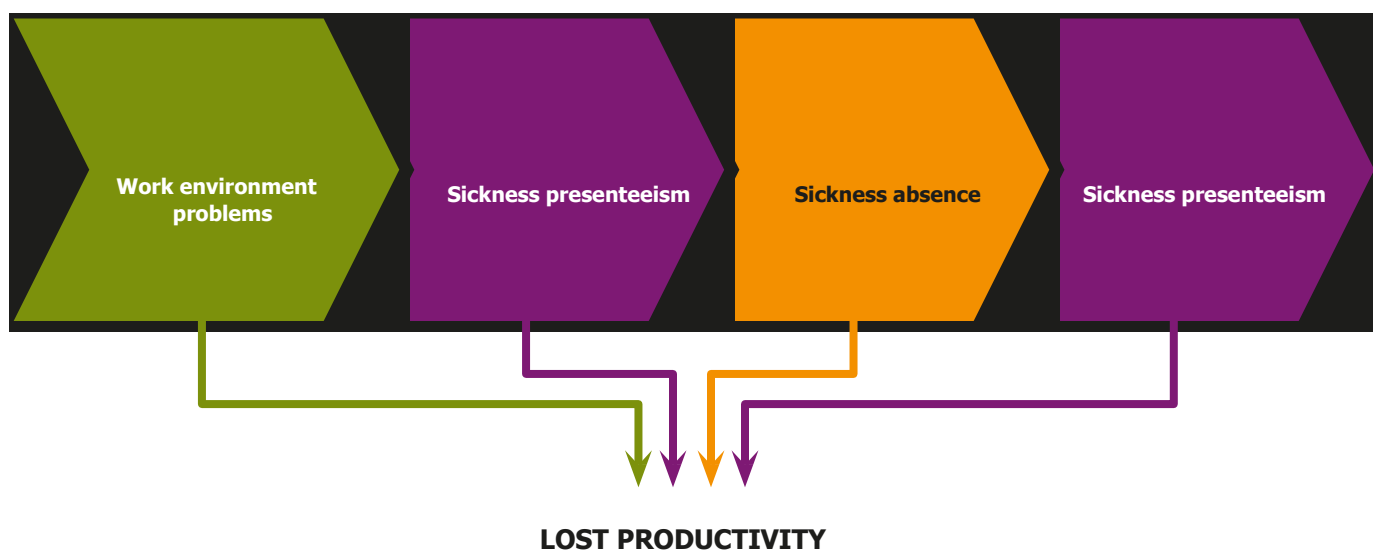 Work environment
problems
Sickness presenteeism
Sickness absence
Sickness presenteeism
LOST PRODUCTIVITY